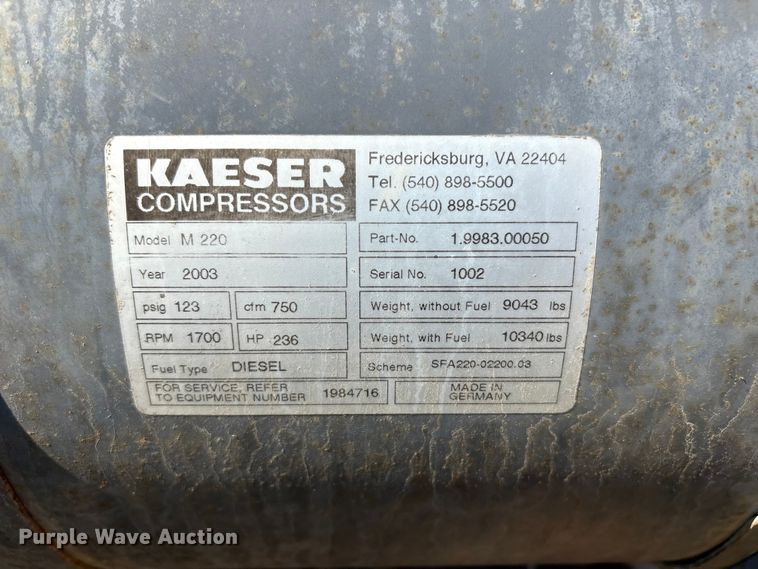 KAESER
COMPRESSORS
Fredericksburg, VA 22404
Tel. (540) 898-5500
FAX (540) 898-5520
Model M 220
Part-No. 1.9983.00050
Year 2003
Serial No. 1002
psig 123
cfm 750
Weight, without Fuel 9043 lbs
RPM 1700
HP 236
Weight, with Fuel 10340 lbs
Fuel Type DIESEL
Scheme SFA220-02200.03
FOR SERVICE, REFER
TO EQUIPMENT NUMBER 1984716
MADE IN
GERMANY
Purple Wave Auction